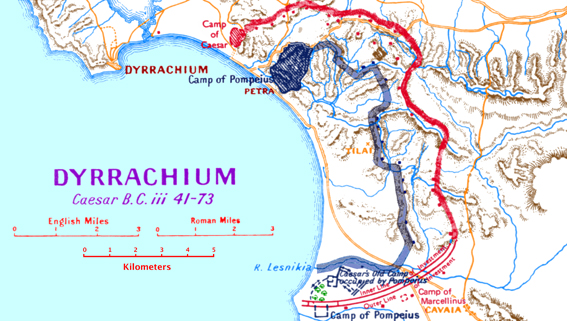 Camp
of
Caesar
DYRRACHIUM
Camp of Pompeius
PETRA
ZILAI
DYRRACHIUM
Caesar B.C. iii 41-73
English Miles
0 1 2 3
Roman Miles
0 1 2 3
0 1 2 3 4 5
Kilometers
R. Lesnikia
Caesar's Old Camp
occupied by Pompeius
Inner Line
Outer Line
Camp of
Marcellinus
CAVAIA
Camp of Pompeius